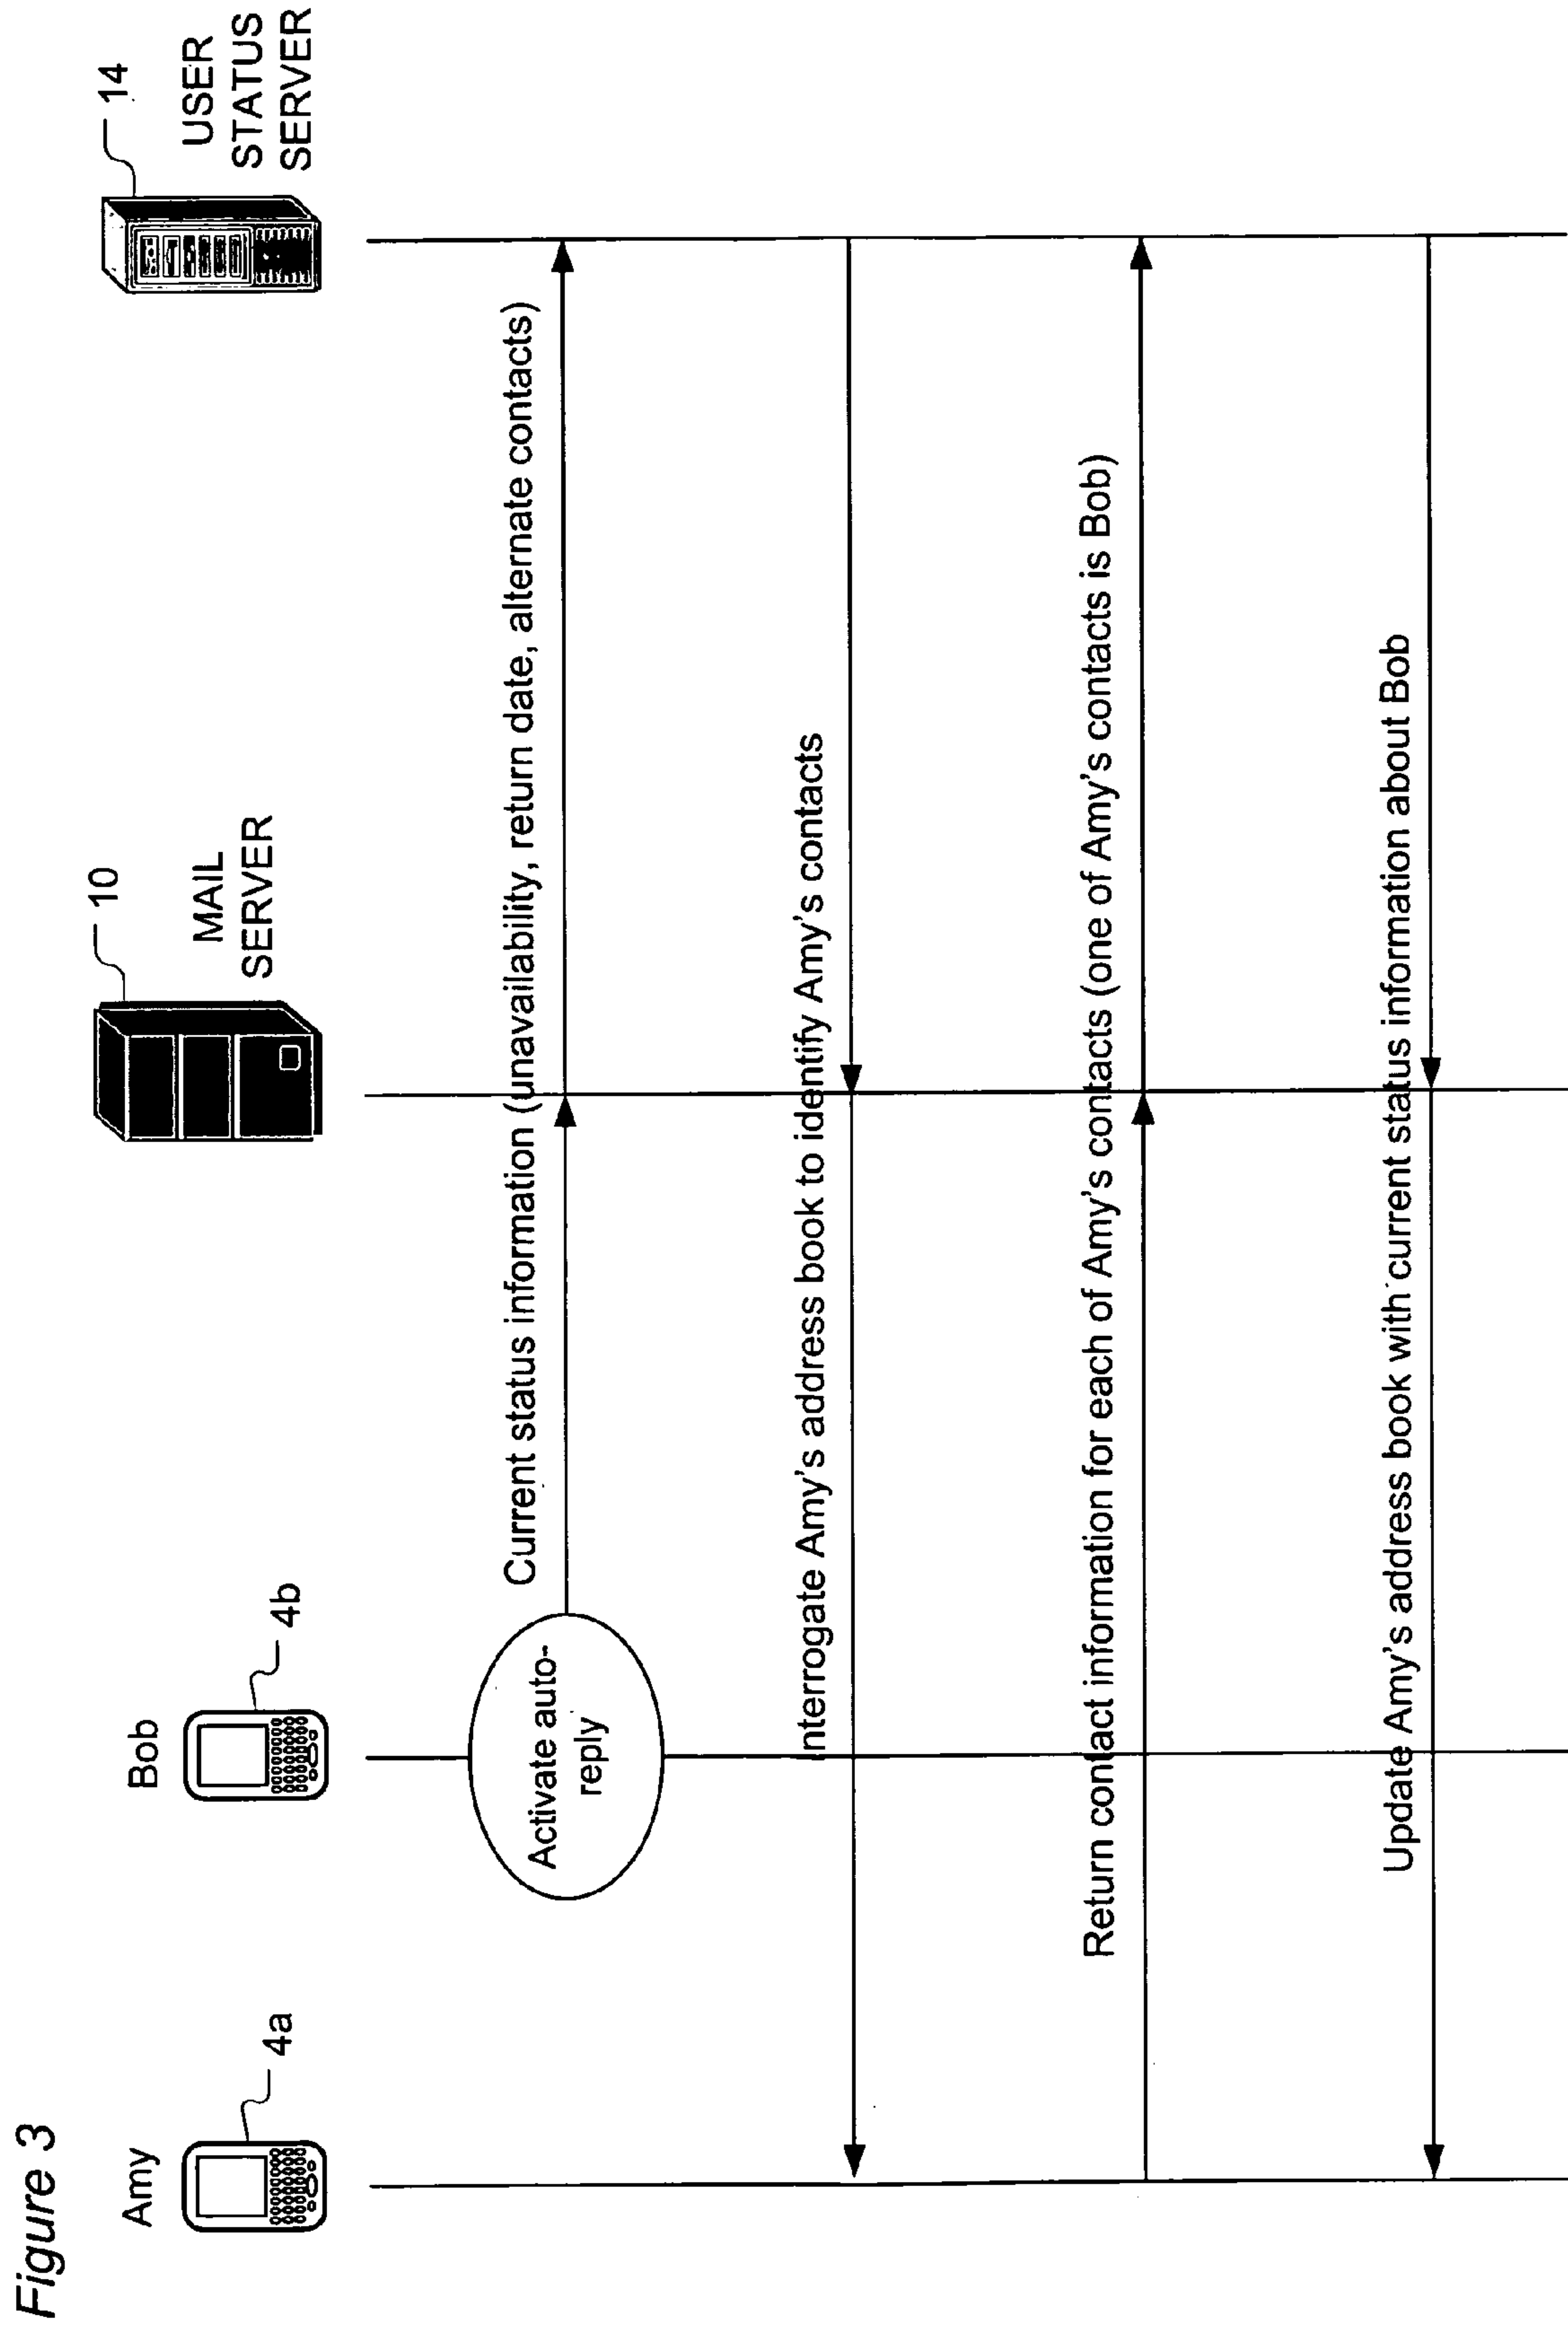 Figure 3
Amy
4a
Bob
4b
10
MAIL
SERVER
14
USER
STATUS
SERVER
Activate auto-
reply
Current status information (unavailability, return date, alternate contacts)
Interrogate Amy's address book to identify Amy's contacts
Return contact information for each of Amy's contacts (one of Amy's contacts is Bob)
Update Amy's address book with current status information about Bob